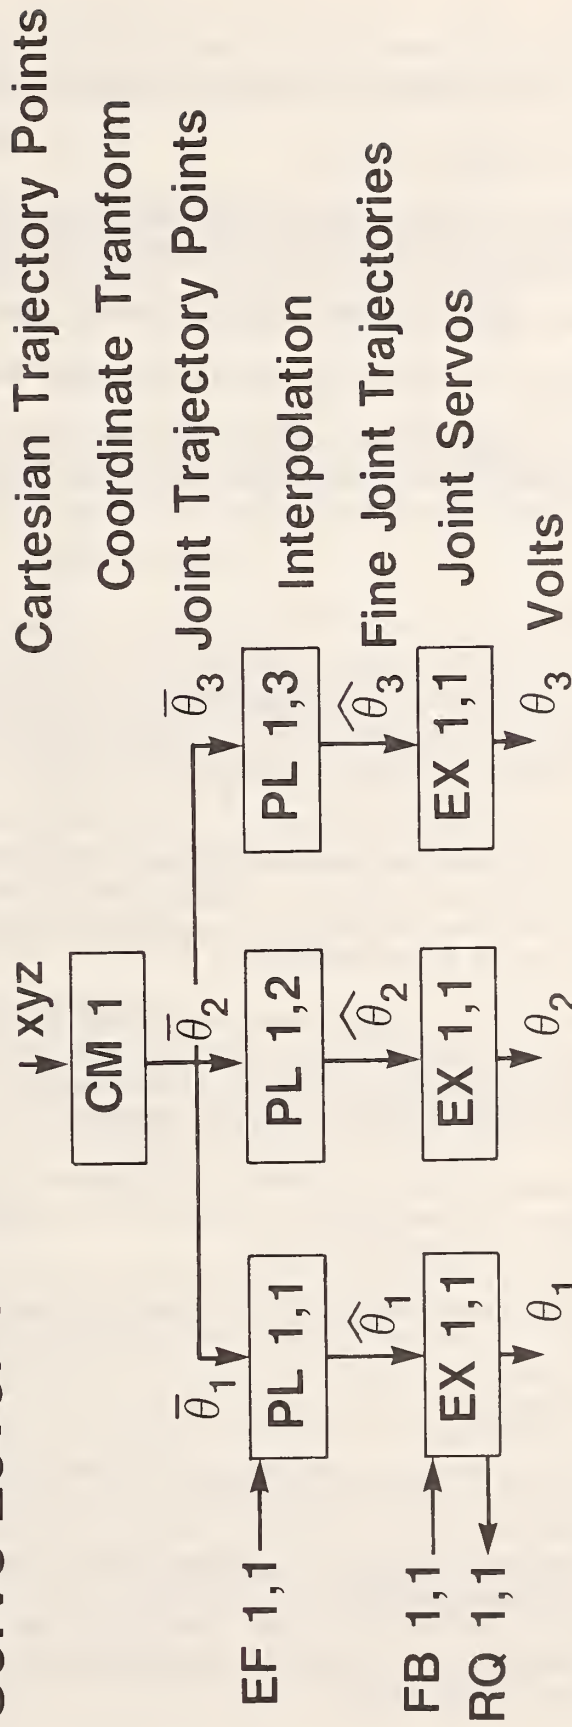 xyz Cartesian Trajectory Points
CM 1 Coordinate Tranform
θ̄1 θ̄2 θ̄3 Joint Trajectory Points
EF 1,1 PL 1,1 PL 1,2 PL 1,3 Interpolation
θ̂1 θ̂2 θ̂3 Fine Joint Trajectories
FB 1,1 EX 1,1 EX 1,1 EX 1,1 Joint Servos
RQ 1,1
θ1 θ2 θ3 Volts